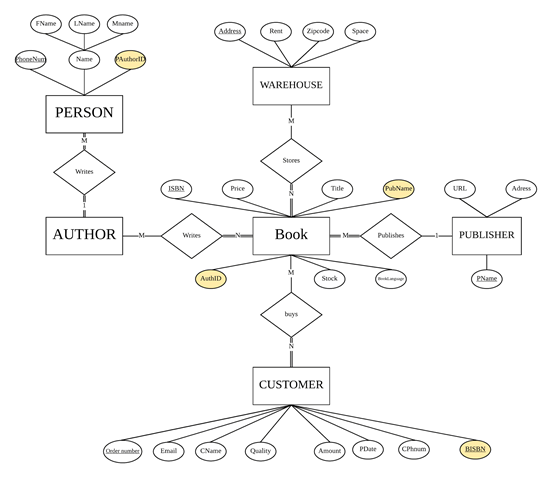 FName LName Mname
PhoneNum Name PAuthorID
PERSON
M
Writes
1
AUTHOR
Address Rent Zipcode Space
WAREHOUSE
M
Stores
N
ISBN Price Title PubName
M Writes N Book M Publishes 1 PUBLISHER
URL Adress
PName
AuthID Stock BookLanguage
M
buys
N
CUSTOMER
Order number Email CName Quality Amount PDate CPhnum BISBN